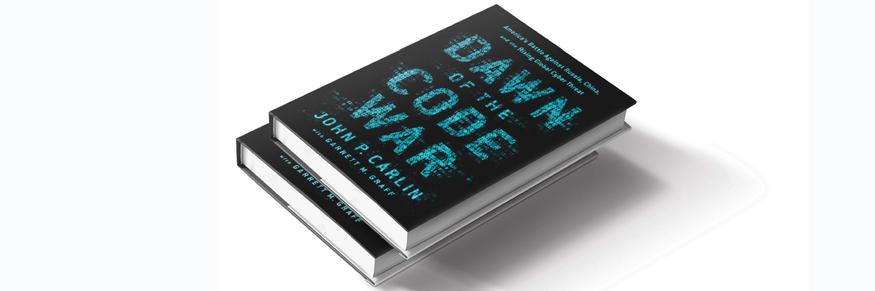 America's Battle Against Russia, China,
and the Rising Global Cyber Threat
DAWN
OF THE
CODE
WAR
JOHN P. CARLIN
with GARRETT M. GRAFF
with GARRETT M. GRAFF